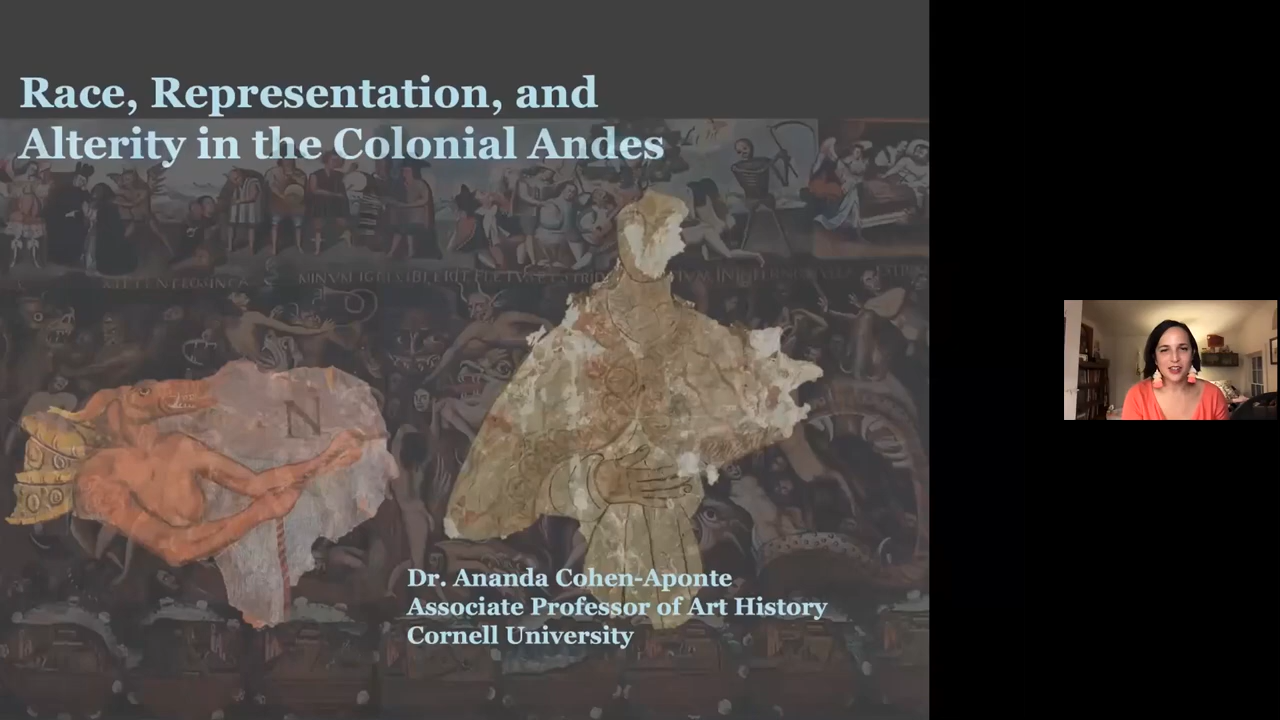 Race, Representation, and
Alterity in the Colonial Andes
N
Dr. Ananda Cohen-Aponte
Associate Professor of Art History
Cornell University